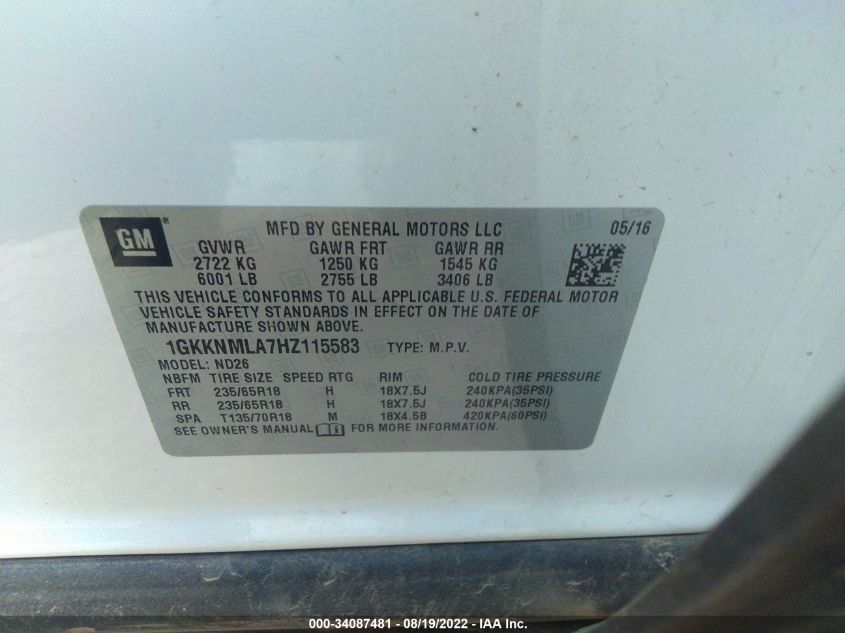 GM ® MFD BY GENERAL MOTORS LLC 05/16
GVWR GAWR FRT GAWR RR
2722 KG 1250 KG 1545 KG
6001 LB 2755 LB 3406 LB
THIS VEHICLE CONFORMS TO ALL APPLICABLE U.S. FEDERAL MOTOR
VEHICLE SAFETY STANDARDS IN EFFECT ON THE DATE OF
MANUFACTURE SHOWN ABOVE.
1GKKNMLA7HZ115583 TYPE: M.P.V.
MODEL: ND26
NBFM TIRE SIZE SPEED RTG RIM COLD TIRE PRESSURE
FRT 235/65R18 H 18X7.5J 240KPA(35PSI)
RR 235/65R18 H 18X7.5J 240KPA(35PSI)
SPA T135/70R18 M 18X4.5B 420KPA(60PSI)
SEE OWNER'S MANUAL FOR MORE INFORMATION.
000-34087481 - 08/19/2022 - IAA Inc.